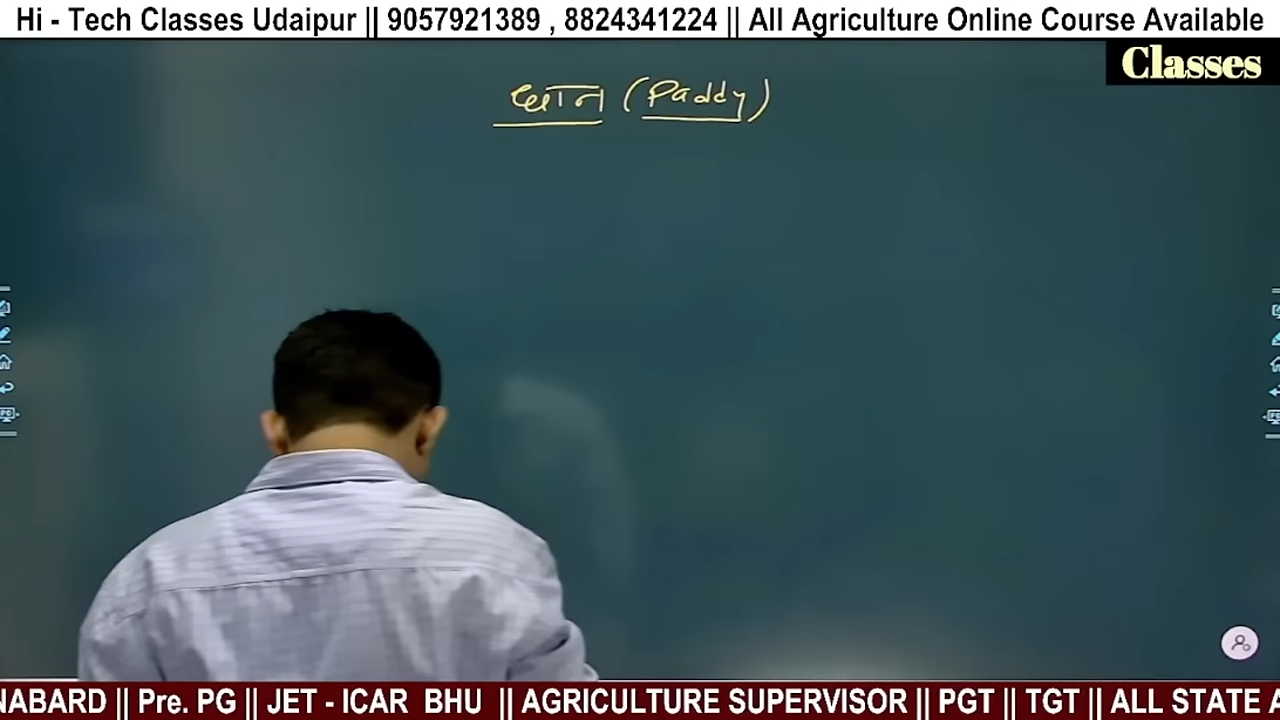 Hi - Tech Classes Udaipur || 9057921389 , 8824341224 || All Agriculture Online Course Available
Classes
धान (Paddy)
NABARD || Pre. PG || JET - ICAR BHU || AGRICULTURE SUPERVISOR || PGT || TGT || ALL STATE A